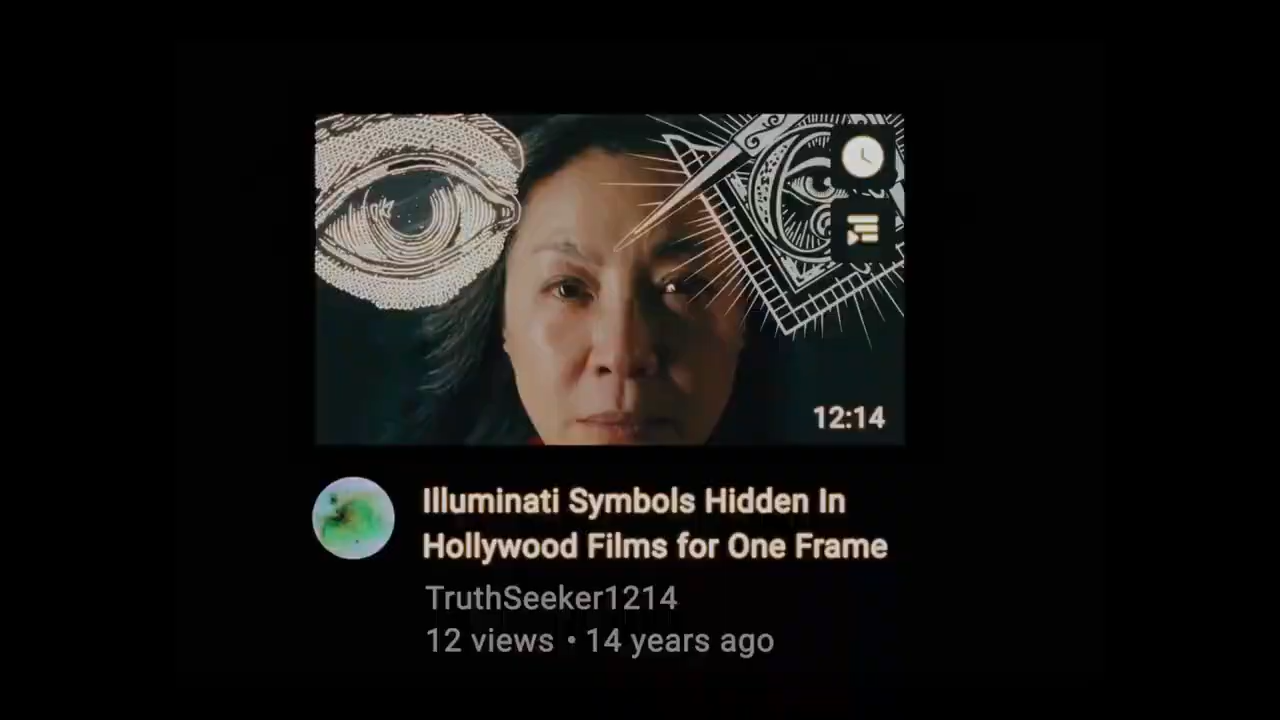 12:14
Illuminati Symbols Hidden In
Hollywood Films for One Frame
TruthSeeker1214
12 views • 14 years ago